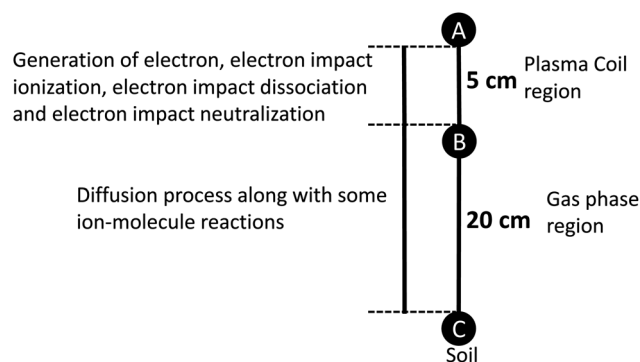 A
Generation of electron, electron impact
ionization, electron impact dissociation
and electron impact neutralization
5 cm
Plasma Coil
region
B
Diffusion process along with some
ion-molecule reactions
20 cm
Gas phase
region
C
Soil